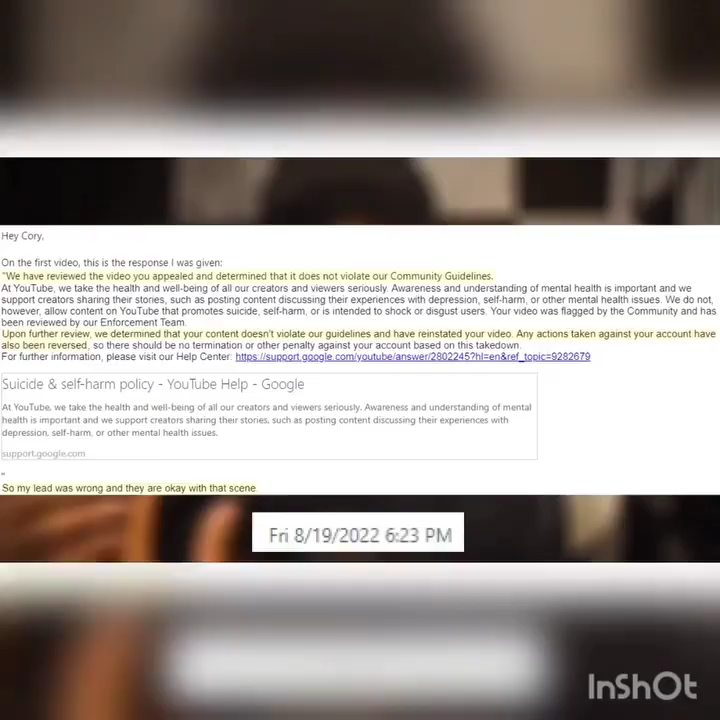 Hey Cory,
On the first video, this is the response I was given:
"We have reviewed the video you appealed and determined that it does not violate our Community Guidelines.
At YouTube, we take the health and well-being of all our creators and viewers seriously. Awareness and understanding of mental health is important and we
support creators sharing their stories, such as posting content discussing their experiences with depression, self-harm, or other mental health issues. We do not,
however, allow content on YouTube that promotes suicide, self-harm, or is intended to shock or disgust users. Your video was flagged by the Community and has
been reviewed by our Enforcement Team.
Upon further review, we determined that your content doesn't violate our guidelines and have reinstated your video. Any actions taken against your account have
also been reversed, so there should be no termination or other penalty against your account based on this takedown.
For further information, please visit our Help Center: https://support.google.com/youtube/answer/2802245?hl=en&ref_topic=9282679
Suicide & self-harm policy - YouTube Help - Google
At YouTube, we take the health and well-being of all our creators and viewers seriously. Awareness and understanding of mental
health is important and we support creators sharing their stories, such as posting content discussing their experiences with
depression, self-harm, or other mental health issues.
support.google.com
"
So my lead was wrong and they are okay with that scene.
Fri 8/19/2022 6:23 PM
InShOt